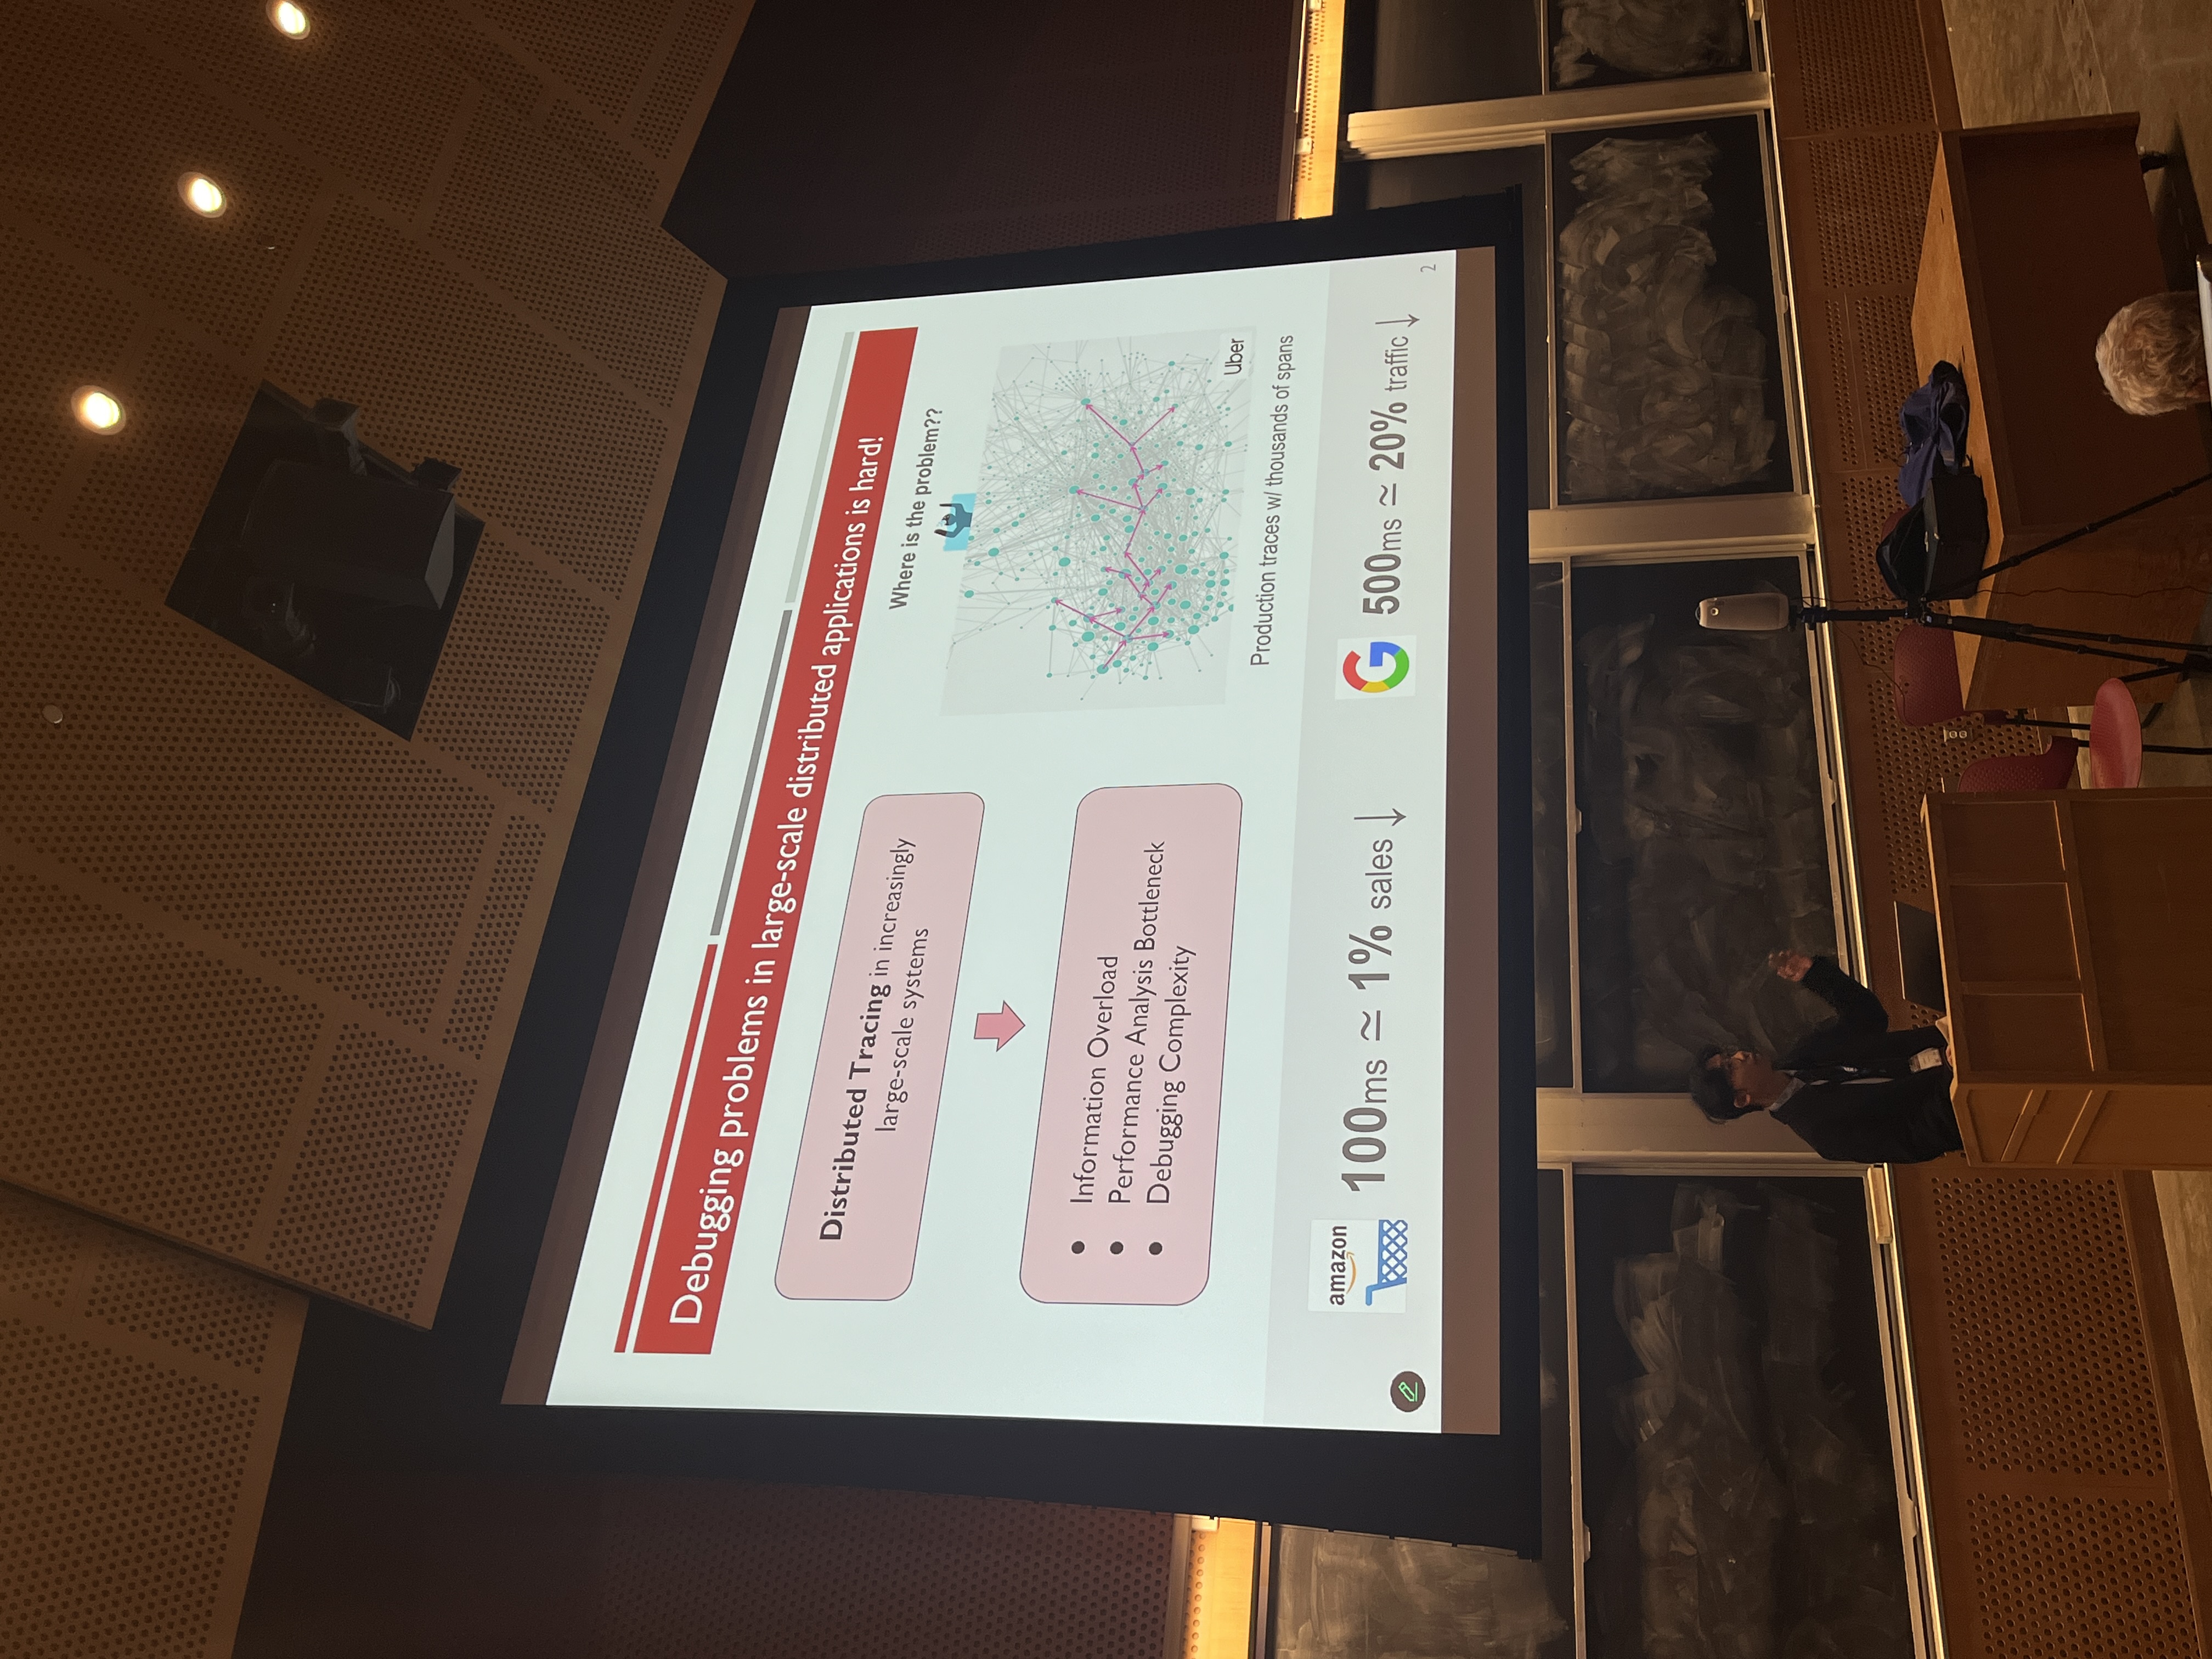 Debugging problems in large-scale distributed applications is hard!
Distributed Tracing in increasingly
large-scale systems
● Information Overload
● Performance Analysis Bottleneck
● Debugging Complexity
Where is the problem??
Uber
Production traces w/ thousands of spans
amazon
100ms ≃ 1% sales ↓
G
500ms ≃ 20% traffic ↓
2